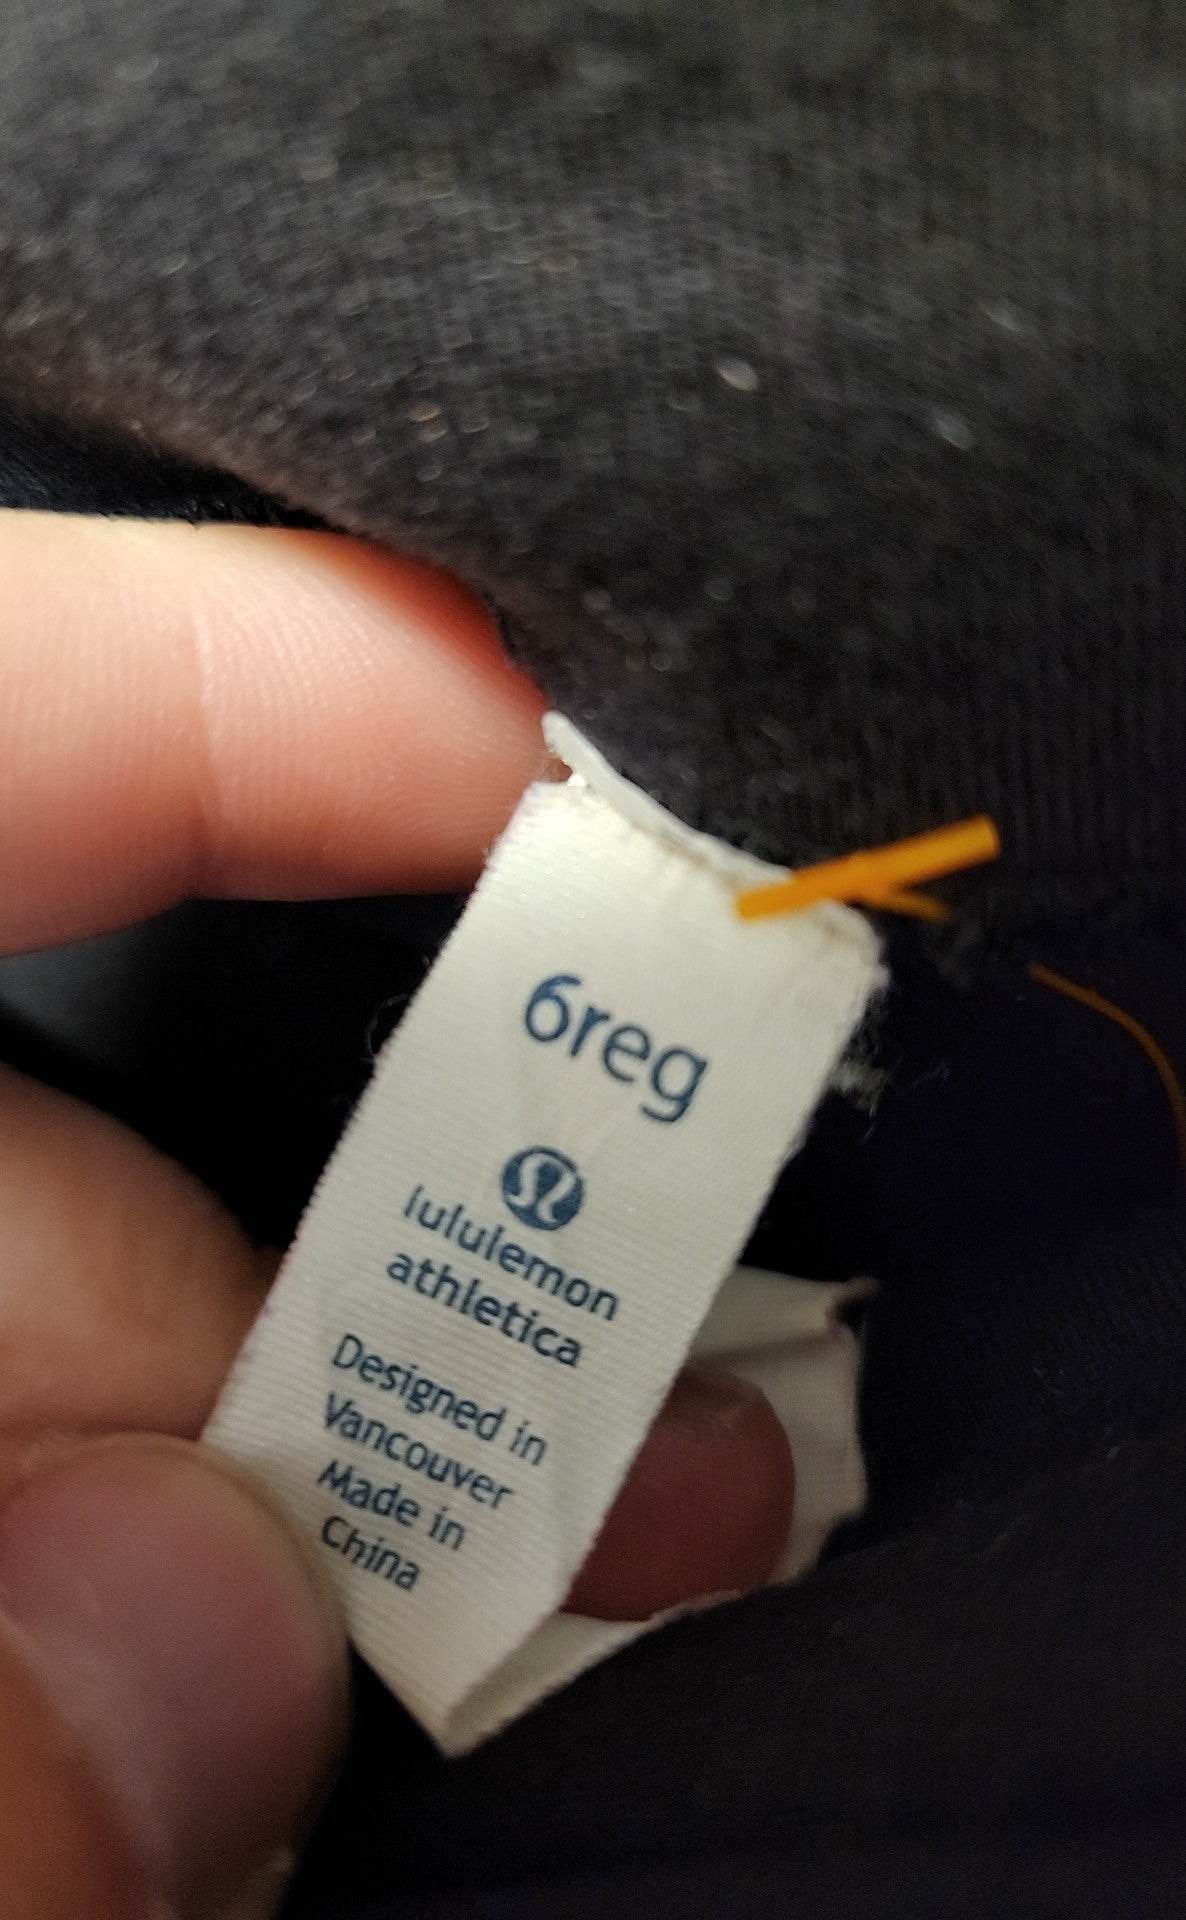 6reg
lululemon
athletica
Designed in
Vancouver
Made in
China